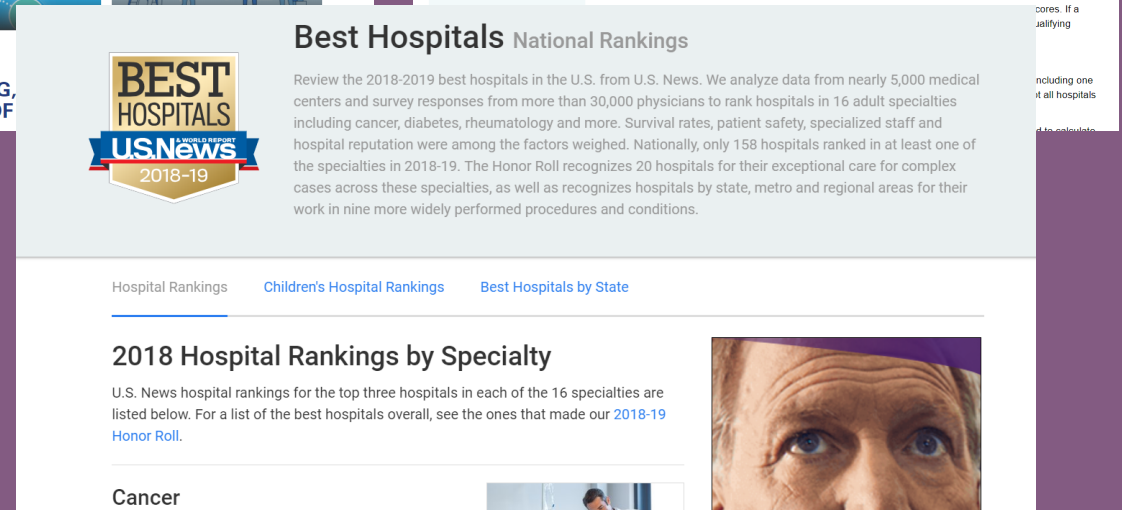 cores. If a
ualifying
G,
OF
ncluding one
t all hospitals
BEST
HOSPITALS
U.S.News
& WORLD REPORT
2018-19
Best Hospitals National Rankings
Review the 2018-2019 best hospitals in the U.S. from U.S. News. We analyze data from nearly 5,000 medical
centers and survey responses from more than 30,000 physicians to rank hospitals in 16 adult specialties
including cancer, diabetes, rheumatology and more. Survival rates, patient safety, specialized staff and
hospital reputation were among the factors weighed. Nationally, only 158 hospitals ranked in at least one of
the specialties in 2018-19. The Honor Roll recognizes 20 hospitals for their exceptional care for complex
cases across these specialties, as well as recognizes hospitals by state, metro and regional areas for their
work in nine more widely performed procedures and conditions.
Hospital Rankings
Children's Hospital Rankings
Best Hospitals by State
2018 Hospital Rankings by Specialty
U.S. News hospital rankings for the top three hospitals in each of the 16 specialties are
listed below. For a list of the best hospitals overall, see the ones that made our 2018-19
Honor Roll.
Cancer